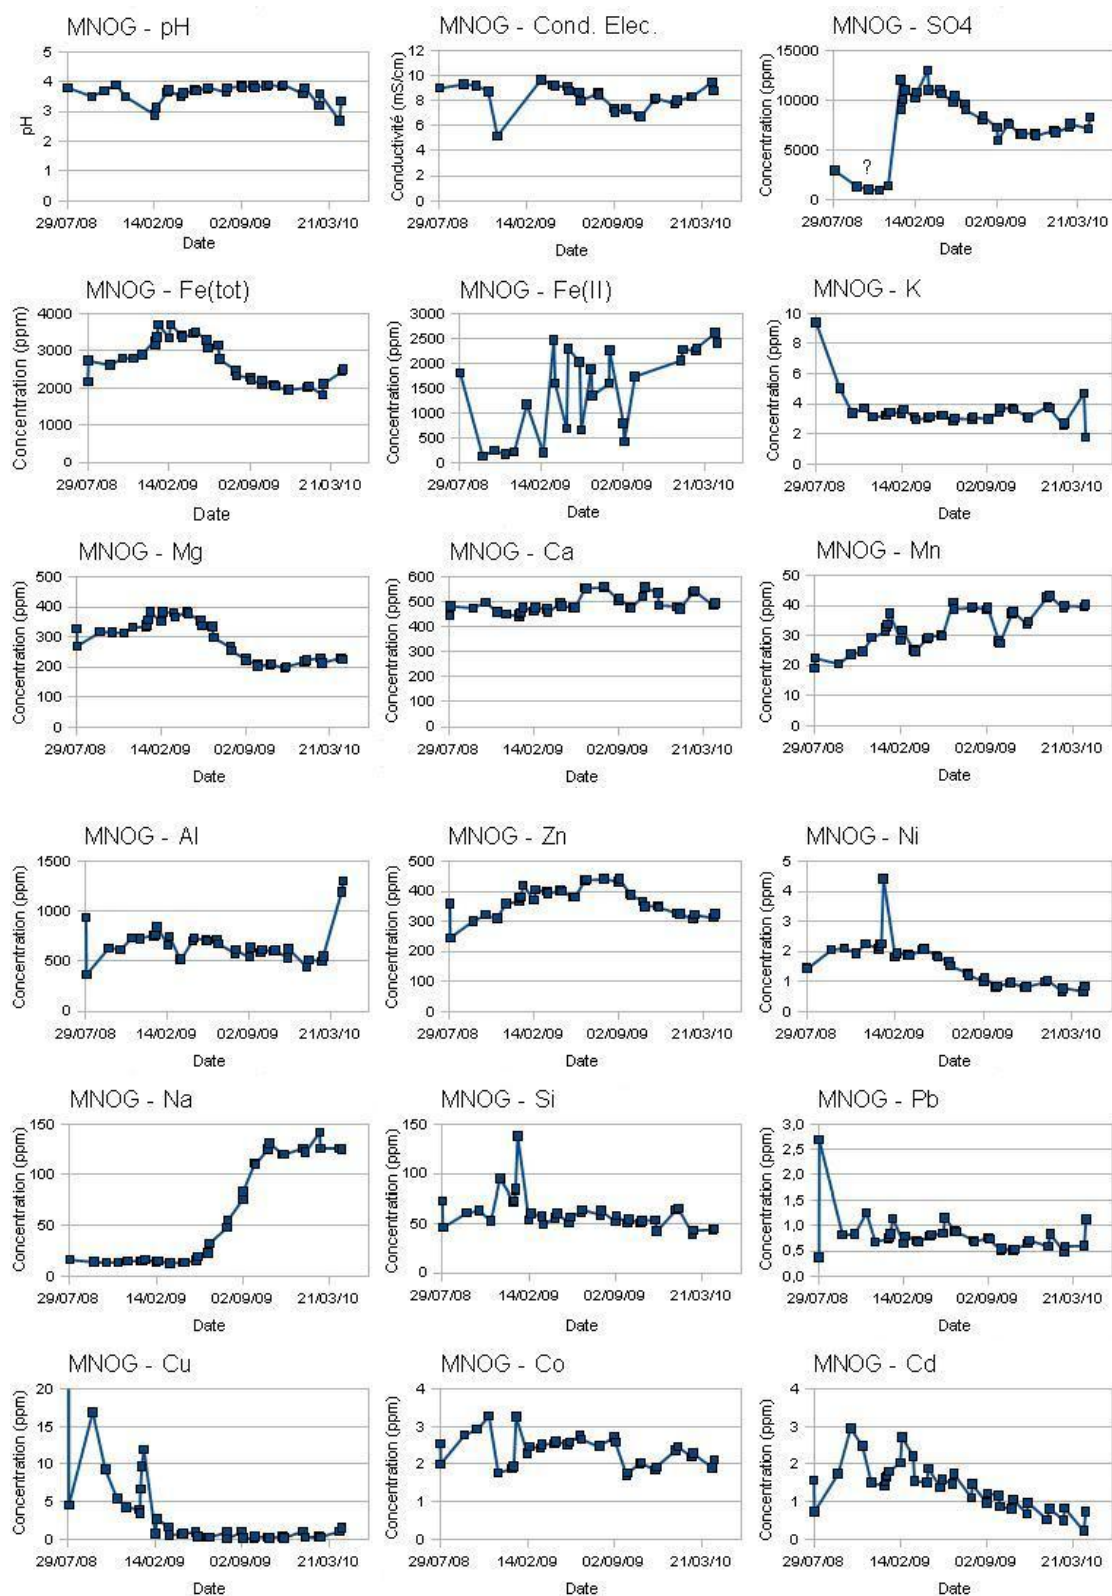 MNOG - pH
5
4
3
2
1
0
pH
29/07/08 14/02/09 02/09/09 21/03/10
Date
MNOG - Cond. Elec.
12
10
8
6
4
2
0
Conductivité (mS/cm)
29/07/08 14/02/09 02/09/09 21/03/10
Date
MNOG - SO4
15000
10000
5000
0
Concentration (ppm)
?
29/07/08 14/02/09 02/09/09 21/03/10
Date
MNOG - Fe(tot)
4000
3000
2000
1000
0
Concentration (ppm)
29/07/08 14/02/09 02/09/09 21/03/10
Date
MNOG - Fe(II)
3000
2500
2000
1500
1000
500
0
Concentration (ppm)
29/07/08 14/02/09 02/09/09 21/03/10
Date
MNOG - K
10
8
6
4
2
0
Concentration (ppm)
29/07/08 14/02/09 02/09/09 21/03/10
Date
MNOG - Mg
500
400
300
200
100
0
Concentration (ppm)
29/07/08 14/02/09 02/09/09 21/03/10
Date
MNOG - Ca
600
500
400
300
200
100
0
Concentration (ppm)
29/07/08 14/02/09 02/09/09 21/03/10
Date
MNOG - Mn
50
40
30
20
10
0
Concentration (ppm)
29/07/08 14/02/09 02/09/09 21/03/10
Date
MNOG - Al
1500
1000
500
0
Concentration (ppm)
29/07/08 14/02/09 02/09/09 21/03/10
Date
MNOG - Zn
500
400
300
200
100
0
Concentration (ppm)
29/07/08 14/02/09 02/09/09 21/03/10
Date
MNOG - Ni
5
4
3
2
1
0
Concentration (ppm)
29/07/08 14/02/09 02/09/09 21/03/10
Date
MNOG - Na
150
100
50
0
Concentration (ppm)
29/07/08 14/02/09 02/09/09 21/03/10
Date
MNOG - Si
150
100
50
0
Concentration (ppm)
29/07/08 14/02/09 02/09/09 21/03/10
Date
MNOG - Pb
3,0
2,5
2,0
1,5
1,0
0,5
0,0
Concentration (ppm)
29/07/08 14/02/09 02/09/09 21/03/10
Date
MNOG - Cu
20
15
10
5
0
Concentration (ppm)
29/07/08 14/02/09 02/09/09 21/03/10
Date
MNOG - Co
4
3
2
1
0
Concentration (ppm)
29/07/08 14/02/09 02/09/09 21/03/10
Date
MNOG - Cd
4
3
2
1
0
Concentration (ppm)
29/07/08 14/02/09 02/09/09 21/03/10
Date